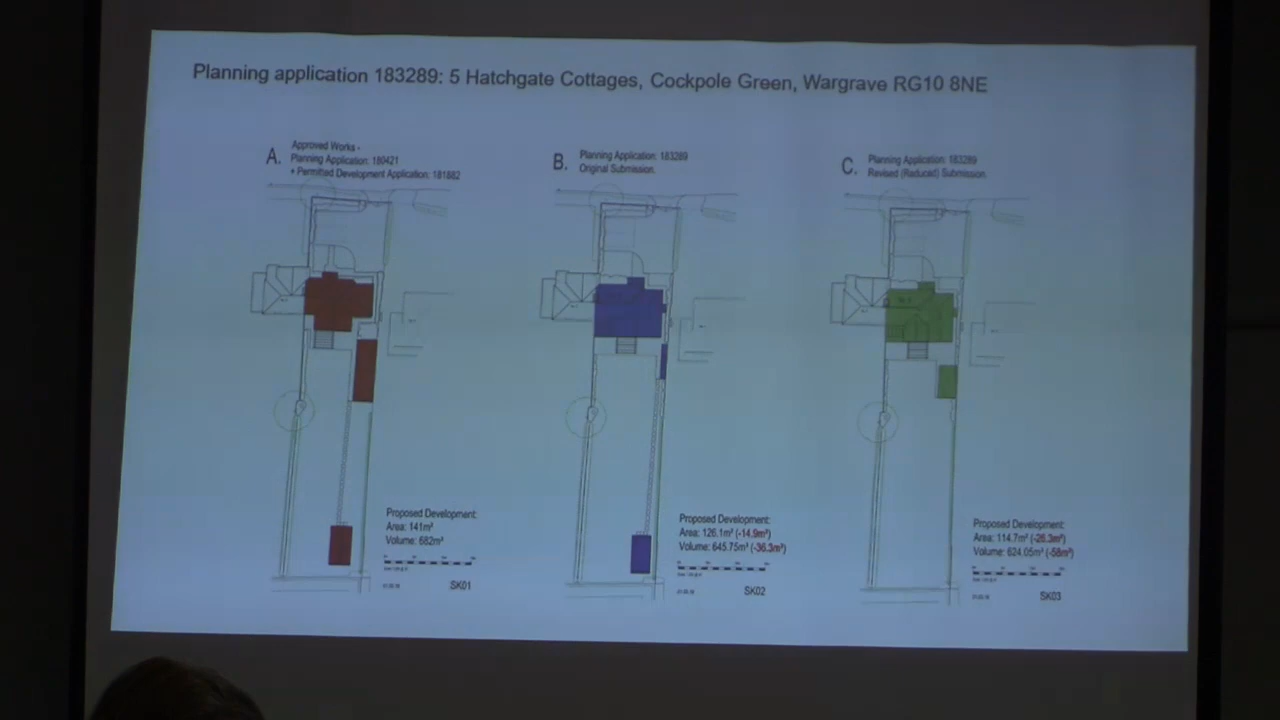 Planning application 183289: 5 Hatchgate Cottages, Cockpole Green, Wargrave RG10 8NE
A.
Approved Works -
Planning Application: 180421
+ Permitted Development Application: 181882
B.
Planning Application: 183289
Original Submission.
C.
Planning Application: 183289
Revised (Reduced) Submission.
Proposed Development:
Area: 141m²
Volume: 682m³
SK01
Proposed Development:
Area: 126.1m² (-14.9m²)
Volume: 645.75m³ (-36.3m³)
SK02
Proposed Development:
Area: 114.7m² (-26.3m²)
Volume: 624.05m³ (-58m³)
SK03